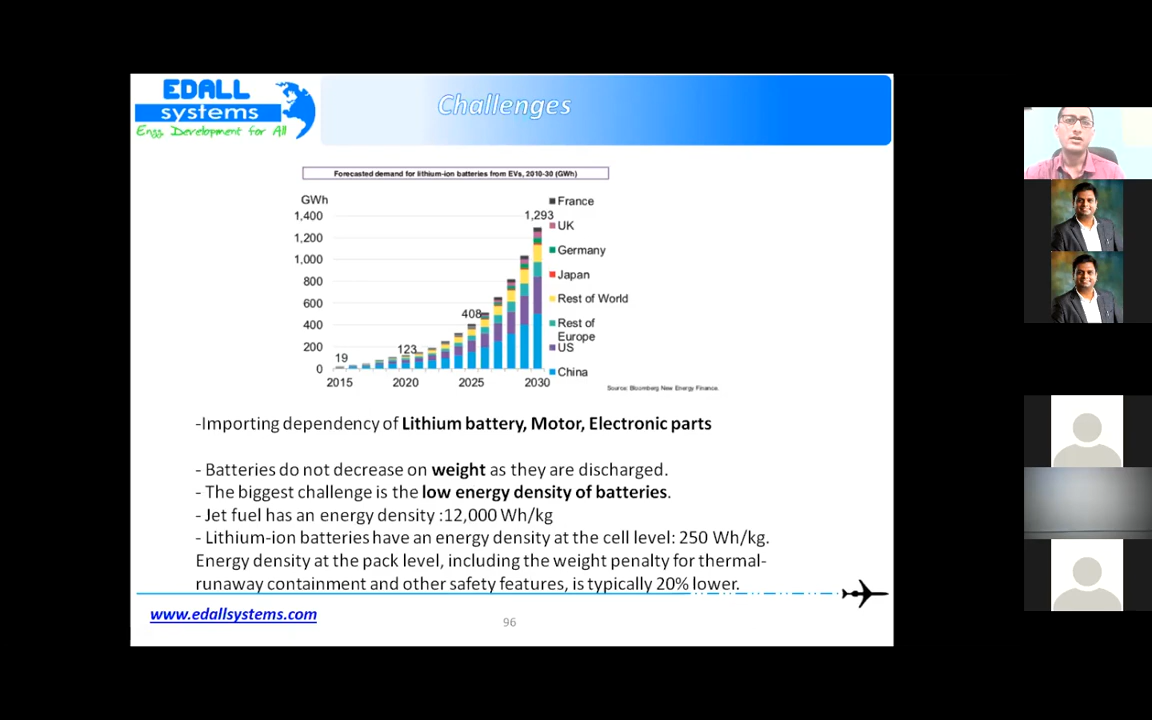 EDALL
systems
Engg Development for All
Challenges
Forecasted demand for lithium-ion batteries from EVs, 2010-30 (GWh)
GWh
1,400
1,200
1,000
800
600
400
200
0
19
123
408
1,293
2015
2020
2025
2030
France
UK
Germany
Japan
Rest of World
Rest of
Europe
US
China
Source: Bloomberg New Energy Finance.
-Importing dependency of Lithium battery, Motor, Electronic parts
- Batteries do not decrease on weight as they are discharged.
- The biggest challenge is the low energy density of batteries.
- Jet fuel has an energy density :12,000 Wh/kg
- Lithium-ion batteries have an energy density at the cell level: 250 Wh/kg.
Energy density at the pack level, including the weight penalty for thermal-
runaway containment and other safety features, is typically 20% lower.
www.edallsystems.com
96